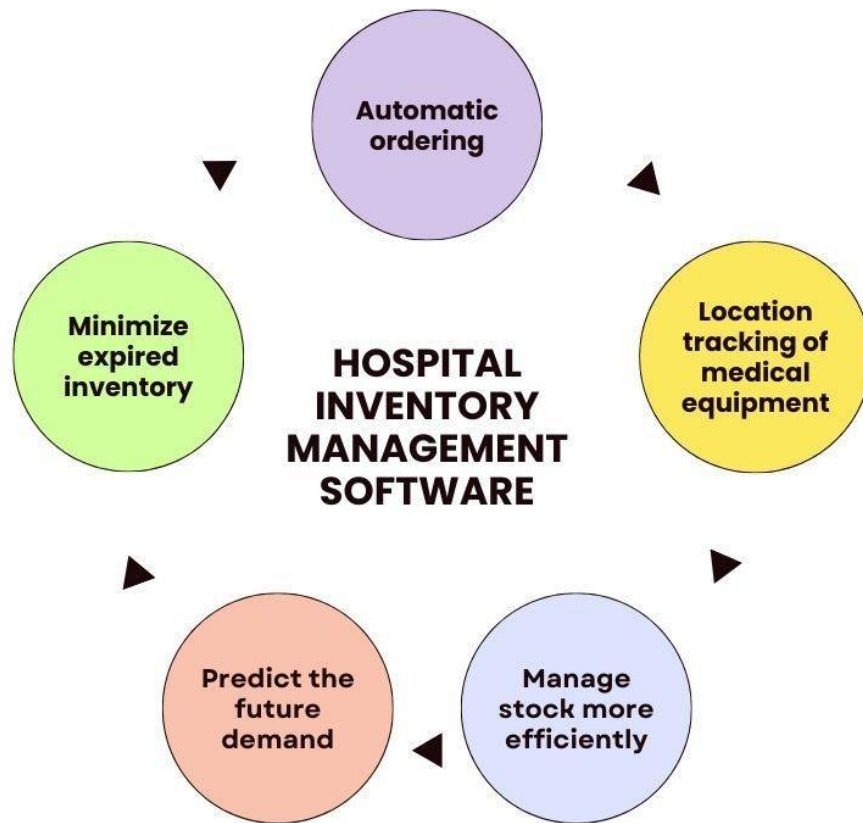 Automatic
ordering
Location
tracking of
medical
equipment
Manage
stock more
efficiently
Predict the
future
demand
Minimize
expired
inventory
HOSPITAL
INVENTORY
MANAGEMENT
SOFTWARE